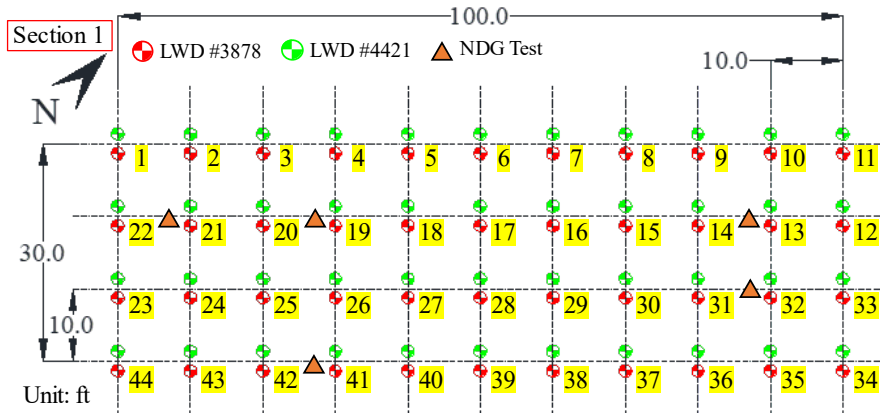 100.0
Section 1
LWD #3878 LWD #4421 NDG Test
10.0
N
1 2 3 4 5 6 7 8 9 10 11
22 21 20 19 18 17 16 15 14 13 12
30.0
23 24 25 26 27 28 29 30 31 32 33
10.0
44 43 42 41 40 39 38 37 36 35 34
Unit: ft